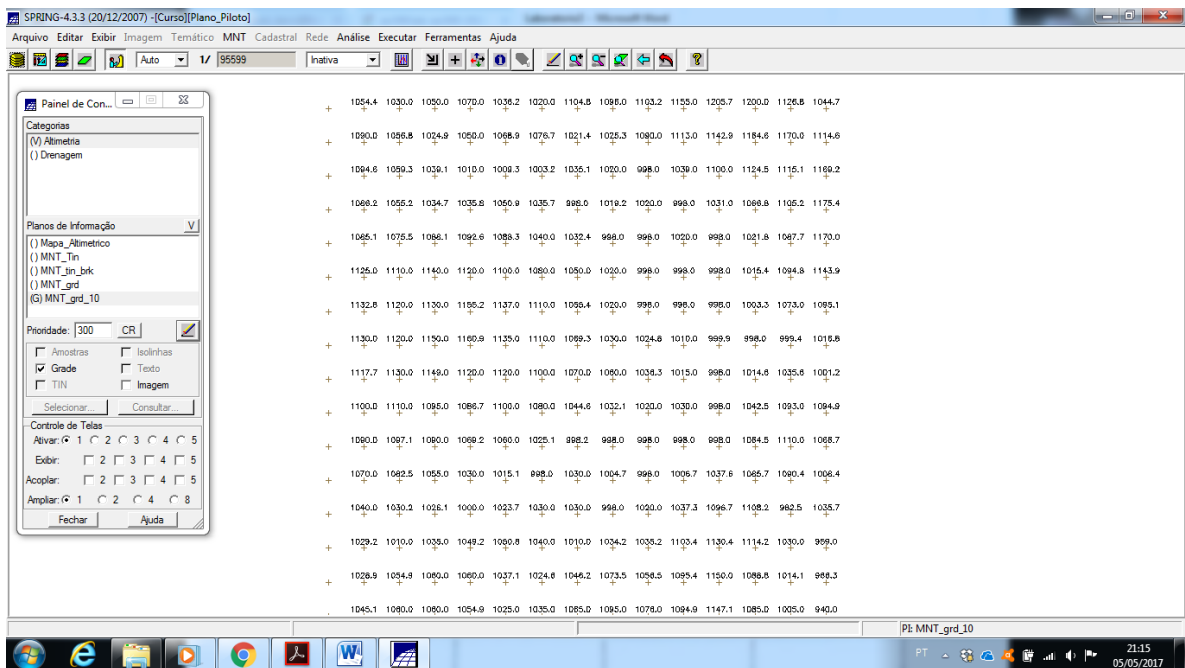 SPRING-4.3.3 (20/12/2007) -[Curso][Plano_Piloto]
Arquivo Editar Exibir Imagem Temático MNT Cadastral Rede Análise Executar Ferramentas Ajuda
Auto 1/ 95599 Inativa
Painel de Con...
Categorias
(V) Altimetria
() Drenagem
Planos de Informação V
() Mapa_Altimetrico
() MNT_Tin
() MNT_tin_brk
() MNT_grd
(G) MNT_grd_10
Prioridade: 300 CR
Amostras Isolinhas
Grade Texto
TIN Imagem
Selecionar... Consultar...
Controle de Telas
Ativar: 1 2 3 4 5
Exibir: 2 3 4 5
Acoplar: 2 3 4 5
Ampliar: 1 2 4 8
Fechar Ajuda
1054.4 1030.0 1050.0 1070.0 1036.2 1020.0 1104.8 1098.0 1103.2 1155.0 1205.7 1200.0 1126.8 1044.7
1090.0 1056.8 1024.9 1050.0 1068.9 1076.7 1021.4 1025.3 1090.0 1113.0 1142.9 1184.6 1170.0 1114.6
1094.6 1059.3 1039.1 1010.0 1009.3 1003.2 1035.1 1020.0 998.0 1039.0 1100.0 1124.5 1115.1 1169.2
1066.2 1055.2 1034.7 1035.8 1050.9 1035.7 998.0 1019.2 1020.0 998.0 1031.0 1066.8 1105.2 1175.4
1065.1 1075.5 1086.1 1092.6 1088.3 1040.0 1032.4 998.0 998.0 1020.0 998.0 1021.8 1087.7 1170.0
1125.0 1110.0 1140.0 1120.0 1100.0 1080.0 1050.0 1020.0 998.0 998.0 998.0 1015.4 1094.8 1143.9
1132.8 1120.0 1130.0 1155.2 1137.0 1110.0 1055.4 1020.0 998.0 998.0 998.0 1003.3 1073.0 1095.1
1130.0 1120.0 1150.0 1160.9 1135.0 1110.0 1069.3 1030.0 1024.8 1010.0 999.9 998.0 999.4 1016.8
1117.7 1130.0 1149.0 1120.0 1120.0 1100.0 1070.0 1060.0 1036.3 1015.0 998.0 1014.6 1035.6 1001.2
1100.0 1110.0 1095.0 1086.7 1100.0 1080.0 1044.6 1032.1 1020.0 1030.0 998.0 1042.5 1093.0 1094.9
1090.0 1097.1 1090.0 1069.2 1060.0 1025.1 998.2 998.0 998.0 998.0 998.0 1084.5 1110.0 1068.7
1070.0 1082.5 1055.0 1030.0 1015.1 998.0 1030.0 1004.7 998.0 1006.7 1037.6 1065.7 1090.4 1006.4
1040.0 1030.2 1026.1 1000.0 1023.7 1030.0 1030.0 998.0 1020.0 1037.3 1096.7 1108.2 982.5 1035.7
1029.2 1010.0 1035.0 1049.2 1050.8 1040.0 1010.0 1034.2 1035.2 1103.4 1130.4 1114.2 1030.0 959.0
1028.9 1054.9 1060.0 1060.0 1037.1 1024.6 1046.2 1073.5 1056.5 1095.4 1150.0 1088.8 1014.1 966.3
1045.1 1080.0 1060.0 1054.9 1025.0 1035.0 1085.0 1095.0 1076.0 1094.9 1147.1 1085.0 1005.0 940.0
PI: MNT_grd_10
PT 21:15
05/05/2017